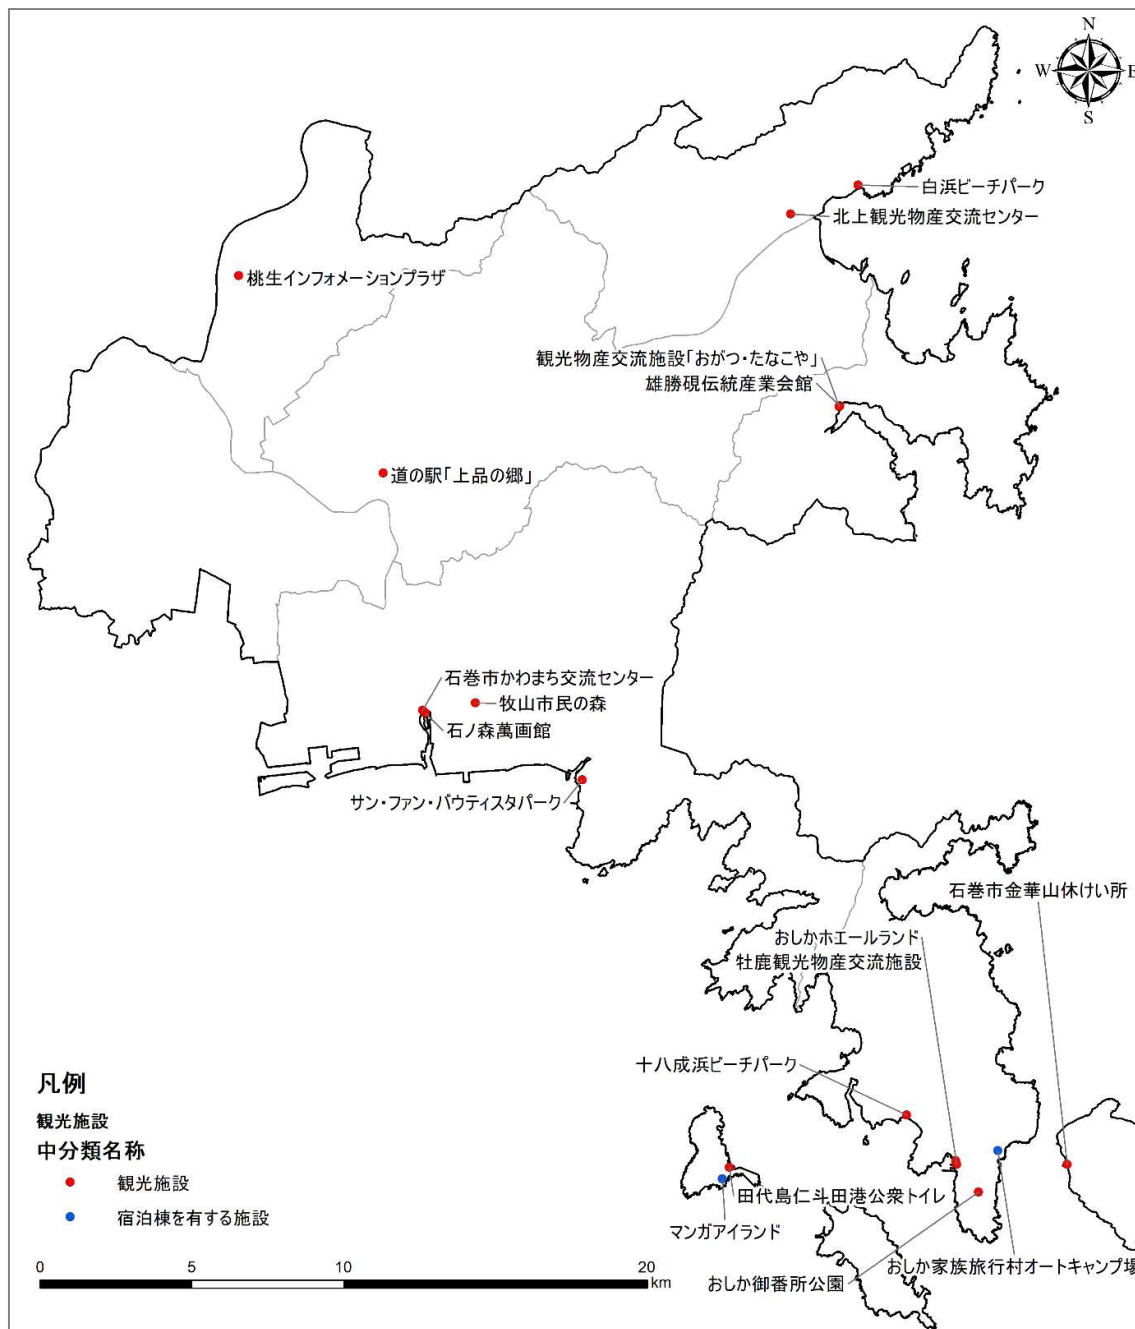 N
W
E
S
白浜ビーチパーク
北上観光物産交流センター
桃生インフォメーションプラザ
観光物産交流施設「おがつ・たなこや」
雄勝硯伝統産業会館
道の駅「上品の郷」
石巻市かわまち交流センター
牧山市民の森
石ノ森萬画館
サン・ファン・バウティスタパーク
石巻市金華山休けい所
おしかホエールランド
牡鹿観光物産交流施設
十八成浜ビーチパーク
田代島仁斗田港公衆トイレ
マンガアイランド
おしか家族旅行村オートキャンプ場
おしか御番所公園
凡例
観光施設
中分類名称
観光施設
宿泊棟を有する施設
0 5 10 20
km